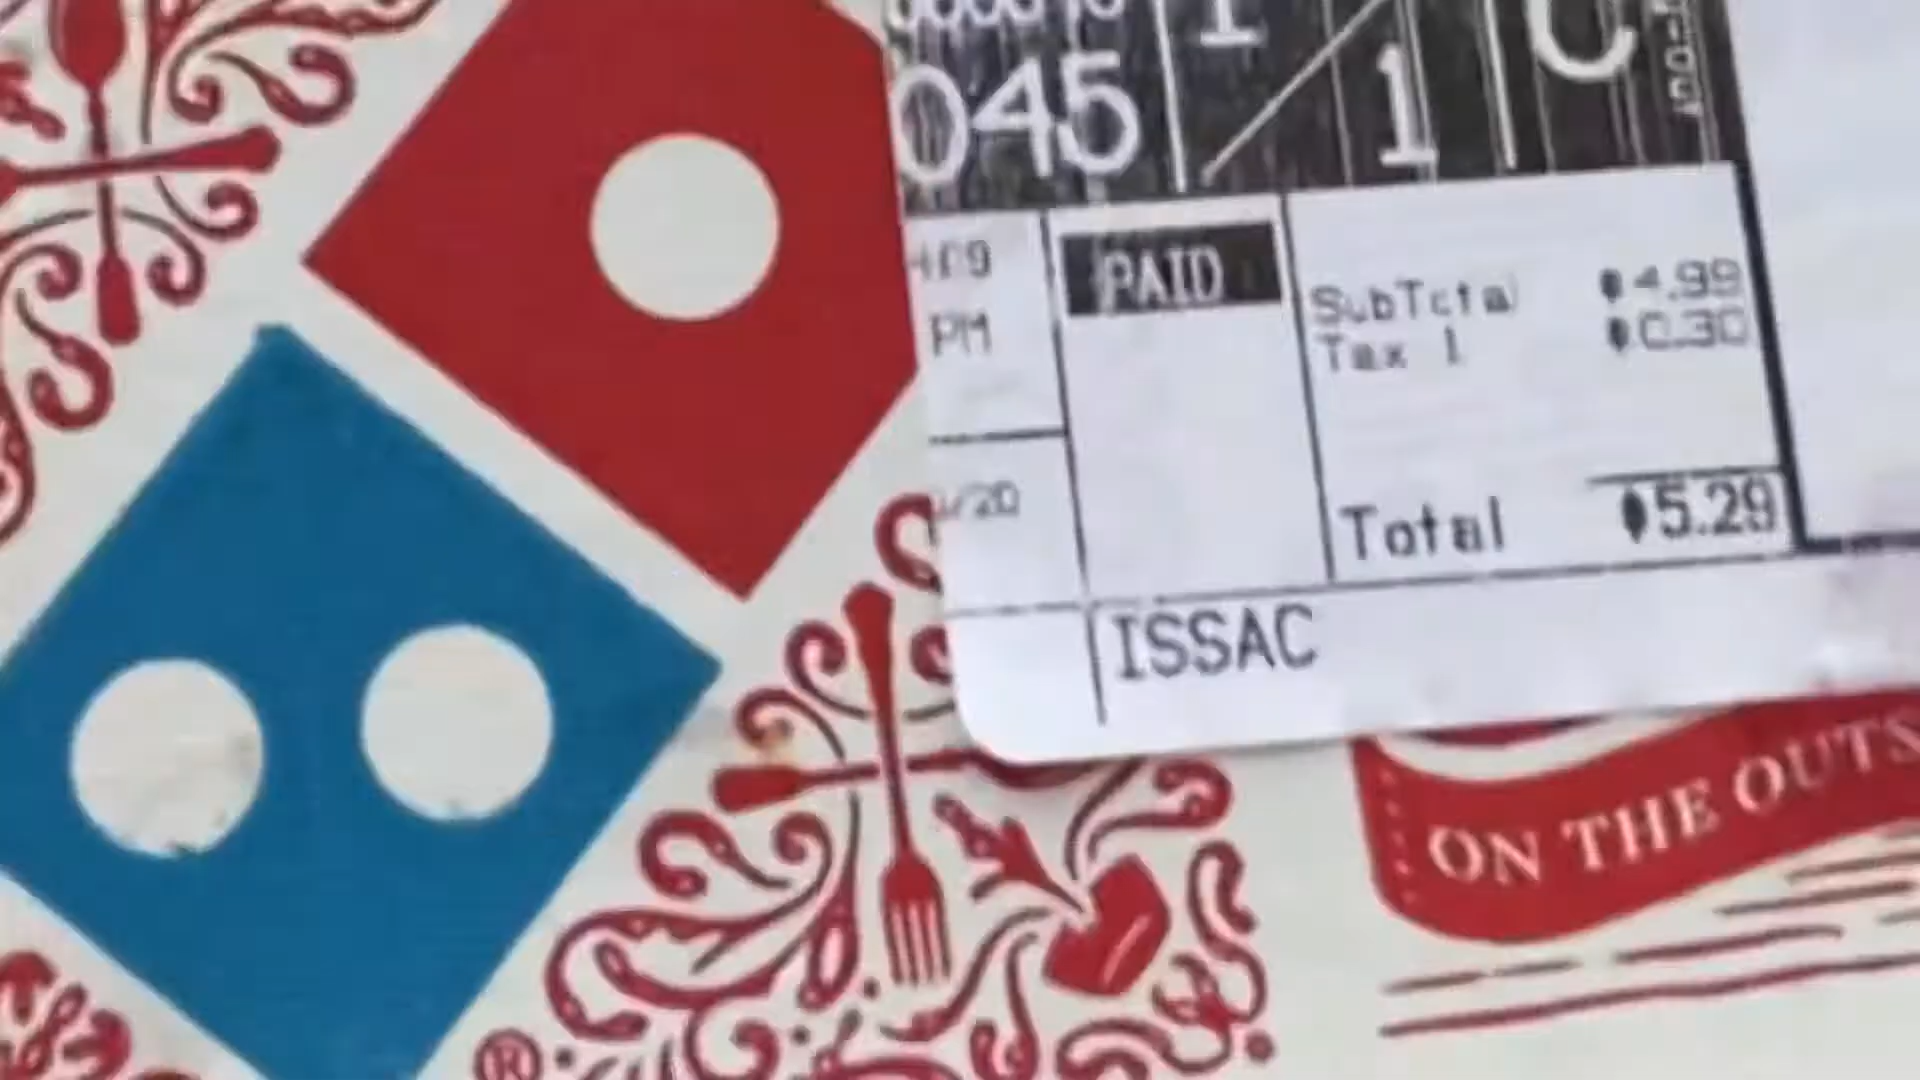 045
1 / 1
C
PAID
PM
SubTotal $4.99
Tax 1 $0.30
Total $5.29
ISSAC
ON THE OUTS
®